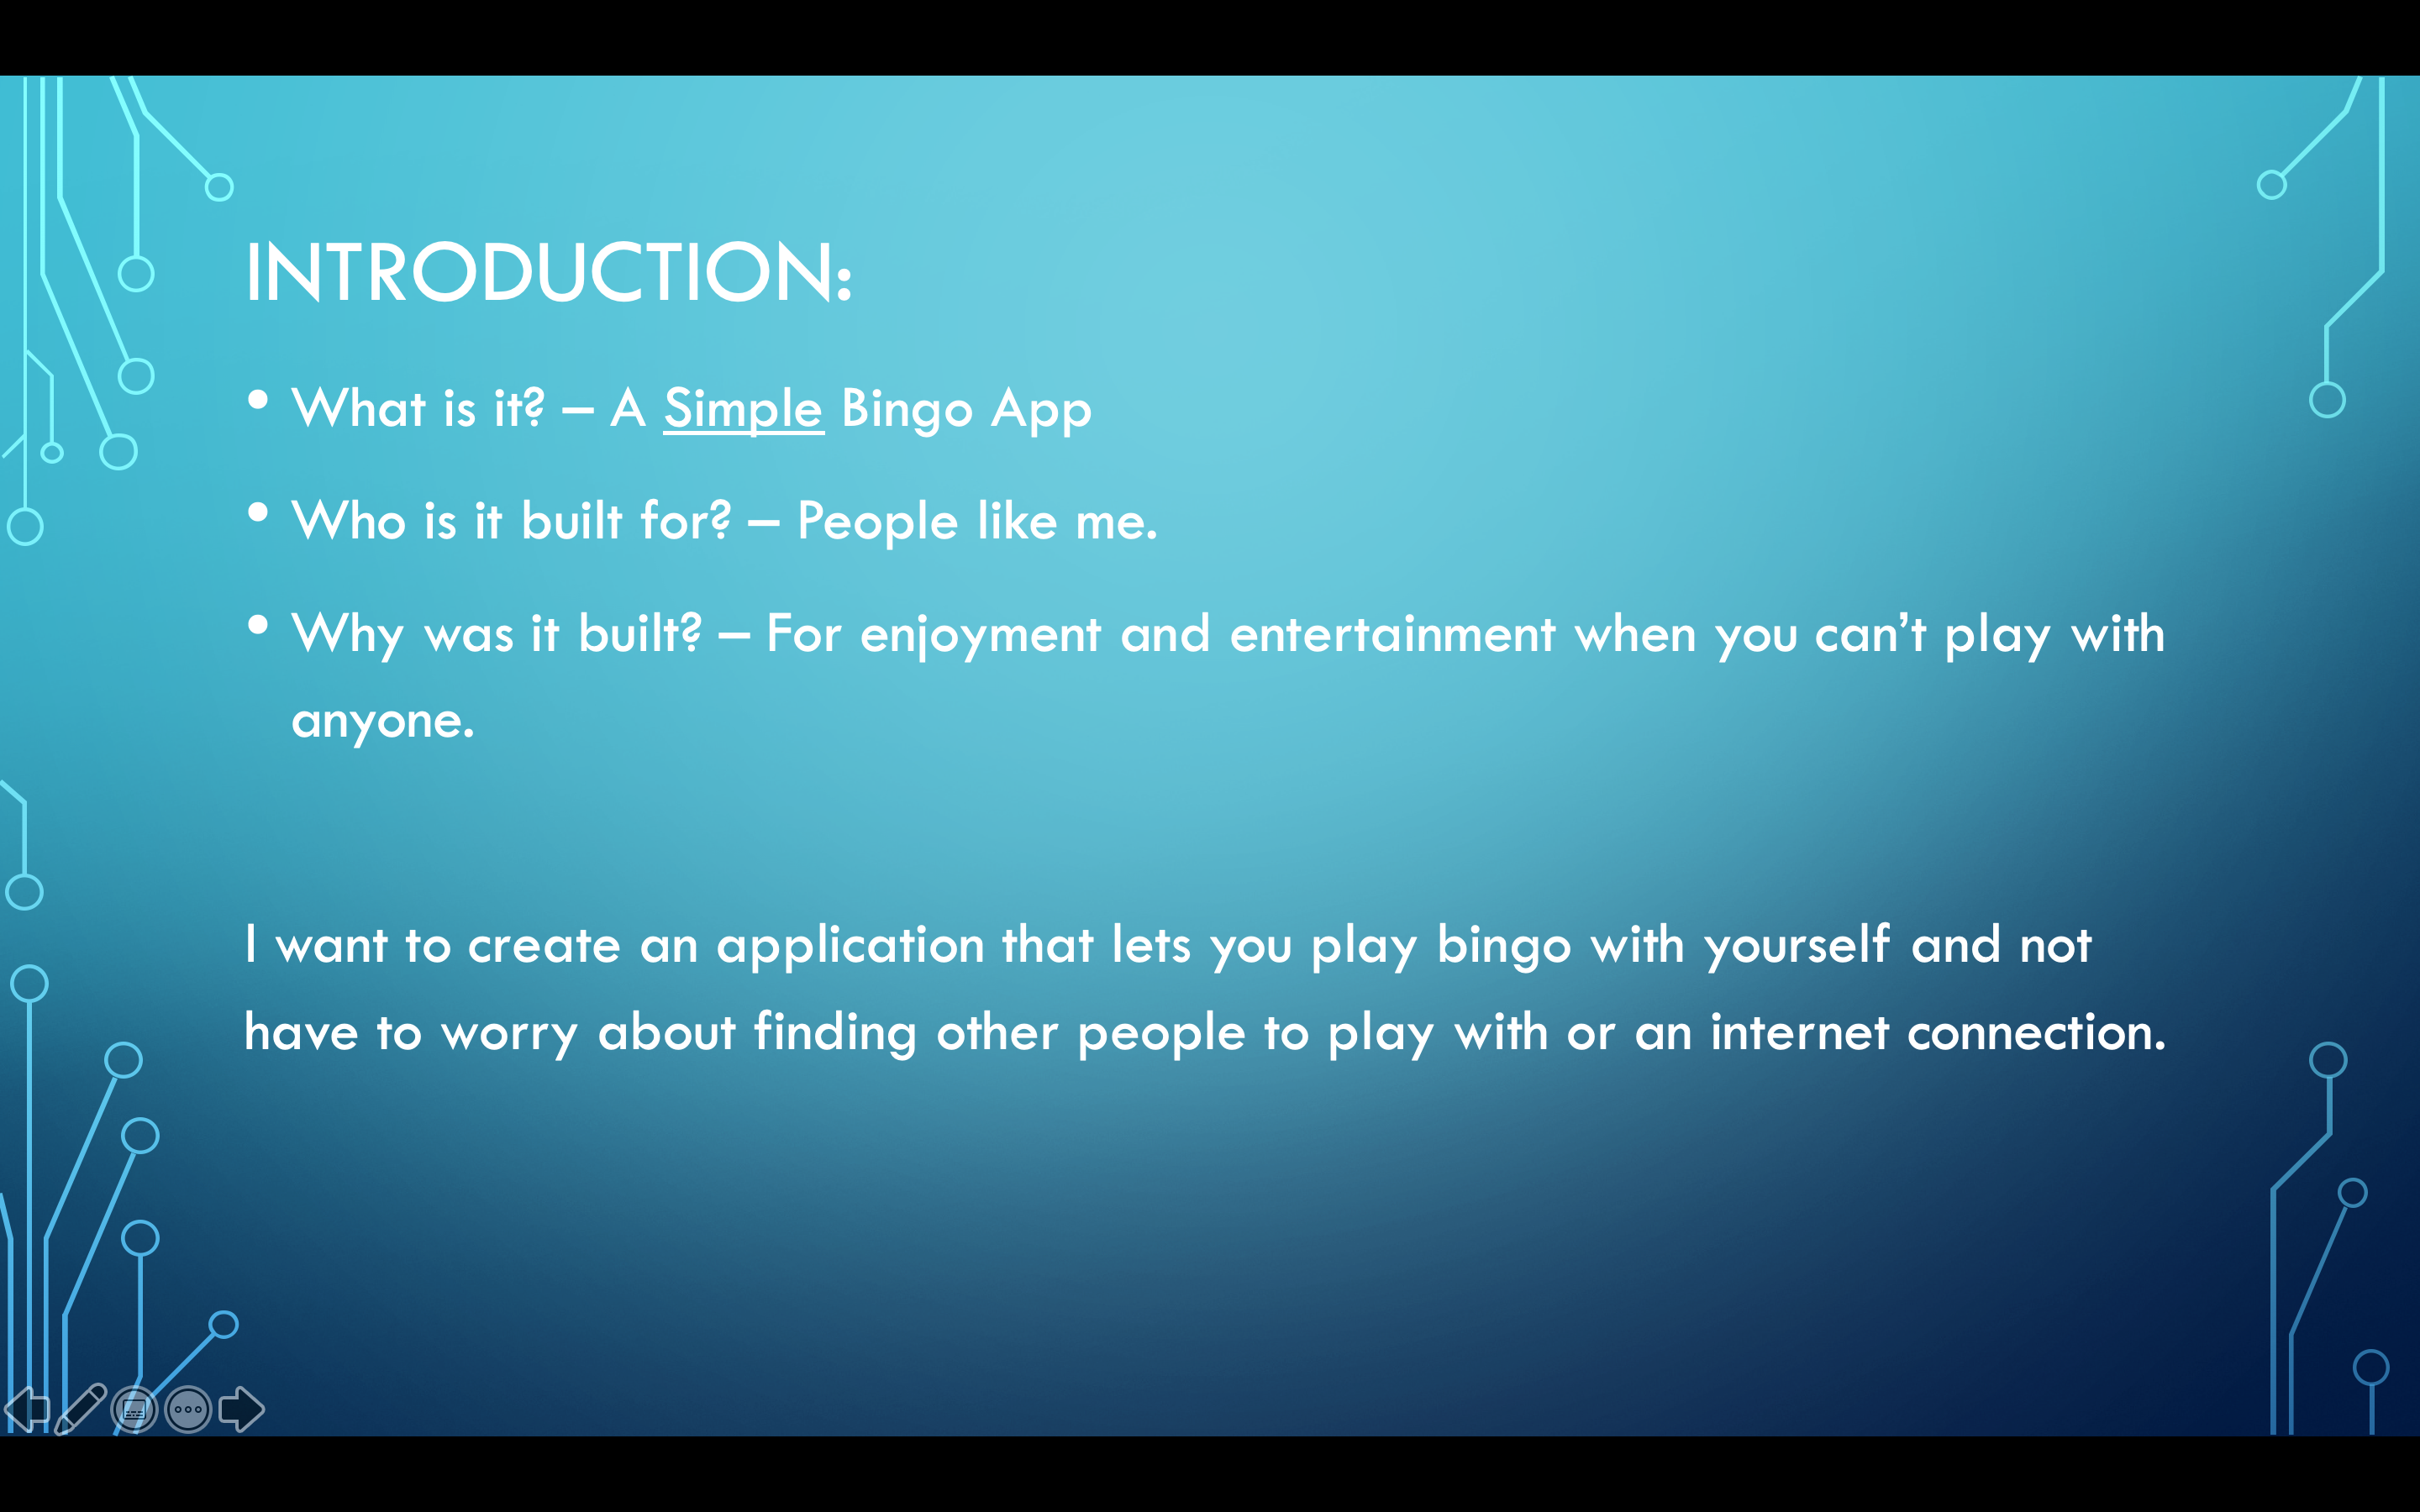 INTRODUCTION:
• What is it? – A Simple Bingo App
• Who is it built for? – People like me.
• Why was it built? – For enjoyment and entertainment when you can’t play with
anyone.
I want to create an application that lets you play bingo with yourself and not
have to worry about finding other people to play with or an internet connection.